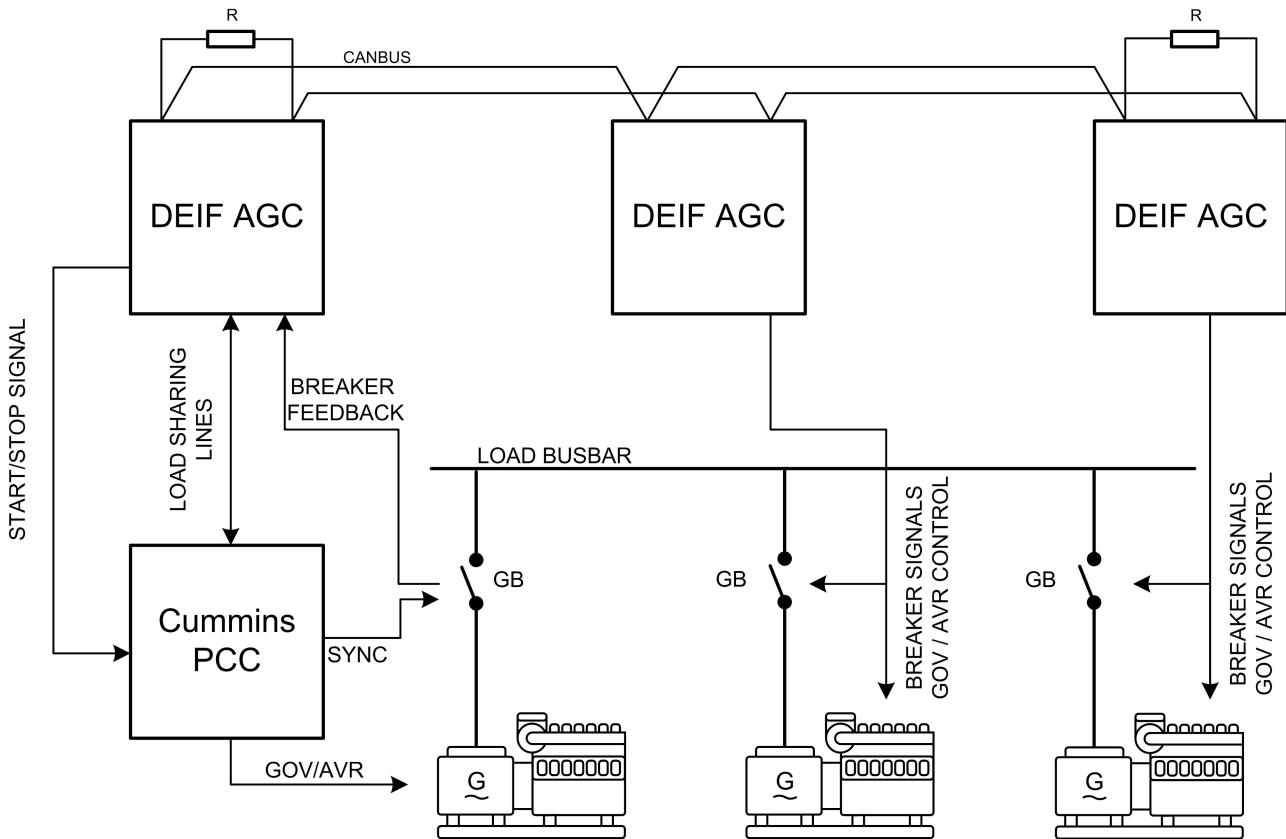 R
R
CANBUS
DEIF AGC
DEIF AGC
DEIF AGC
START/STOP SIGNAL
LOAD SHARING
LINES
BREAKER
FEEDBACK
LOAD BUSBAR
BREAKER SIGNALS
GOV / AVR CONTROL
BREAKER SIGNALS
GOV / AVR CONTROL
GB
GB
GB
Cummins
PCC
SYNC
GOV/AVR
G
G
G